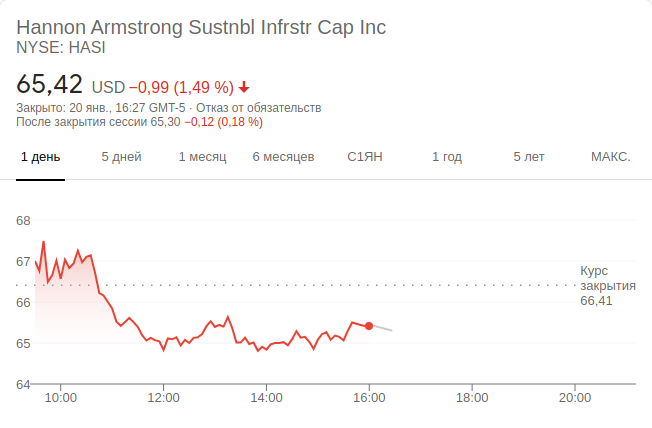 Hannon Armstrong Sustnbl Infrstr Cap Inc
NYSE: HASI
65,42 USD −0,99 (1,49 %)
Закрыто: 20 янв., 16:27 GMT-5 · Отказ от обязательств
После закрытия сессии 65,30 −0,12 (0,18 %)
1 день 5 дней 1 месяц 6 месяцев С1ЯН 1 год 5 лет МАКС.
68
67
Курс
закрытия
66,41
66
65
64
10:00 12:00 14:00 16:00 18:00 20:00